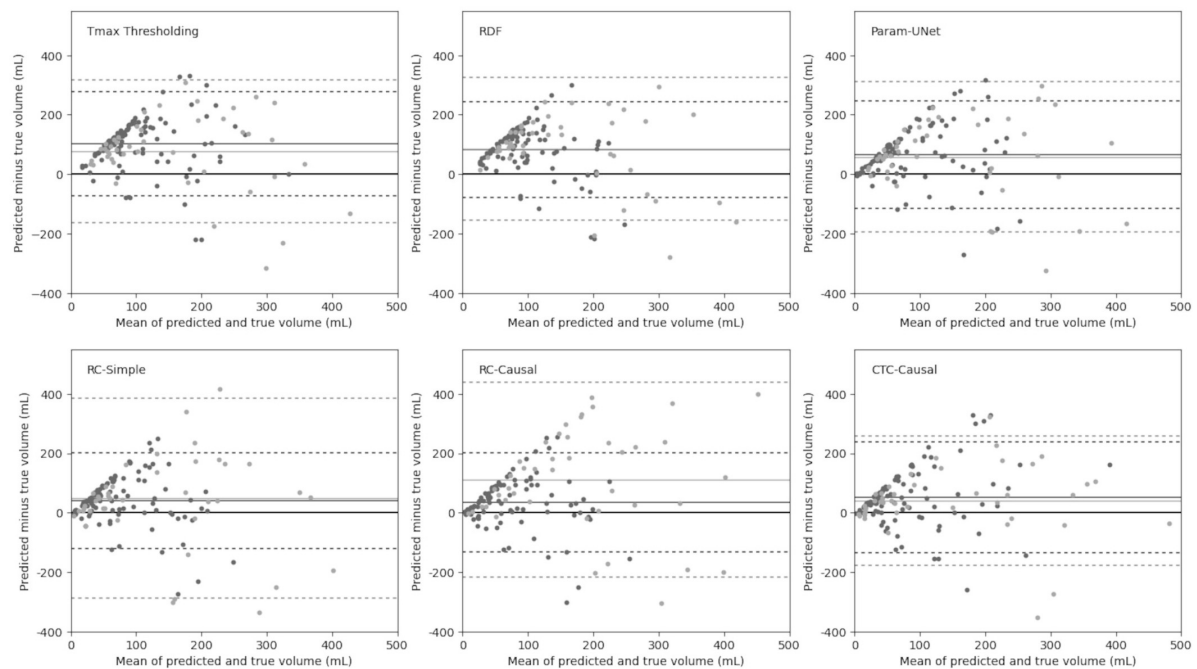 Tmax Thresholding
Predicted minus true volume (mL)
400
200
0
−200
−400
0 100 200 300 400 500
Mean of predicted and true volume (mL)
RDF
Predicted minus true volume (mL)
400
200
0
-200
-400
0 100 200 300 400 500
Mean of predicted and true volume (mL)
Param-UNet
Predicted minus true volume (mL)
400
200
0
-200
-400
0 100 200 300 400 500
Mean of predicted and true volume (mL)
RC-Simple
Predicted minus true volume (mL)
400
200
0
-200
-400
0 100 200 300 400 500
Mean of predicted and true volume (mL)
RC-Causal
Predicted minus true volume (mL)
400
200
0
-200
-400
0 100 200 300 400 500
Mean of predicted and true volume (mL)
CTC-Causal
Predicted minus true volume (mL)
400
200
0
-200
-400
0 100 200 300 400 500
Mean of predicted and true volume (mL)